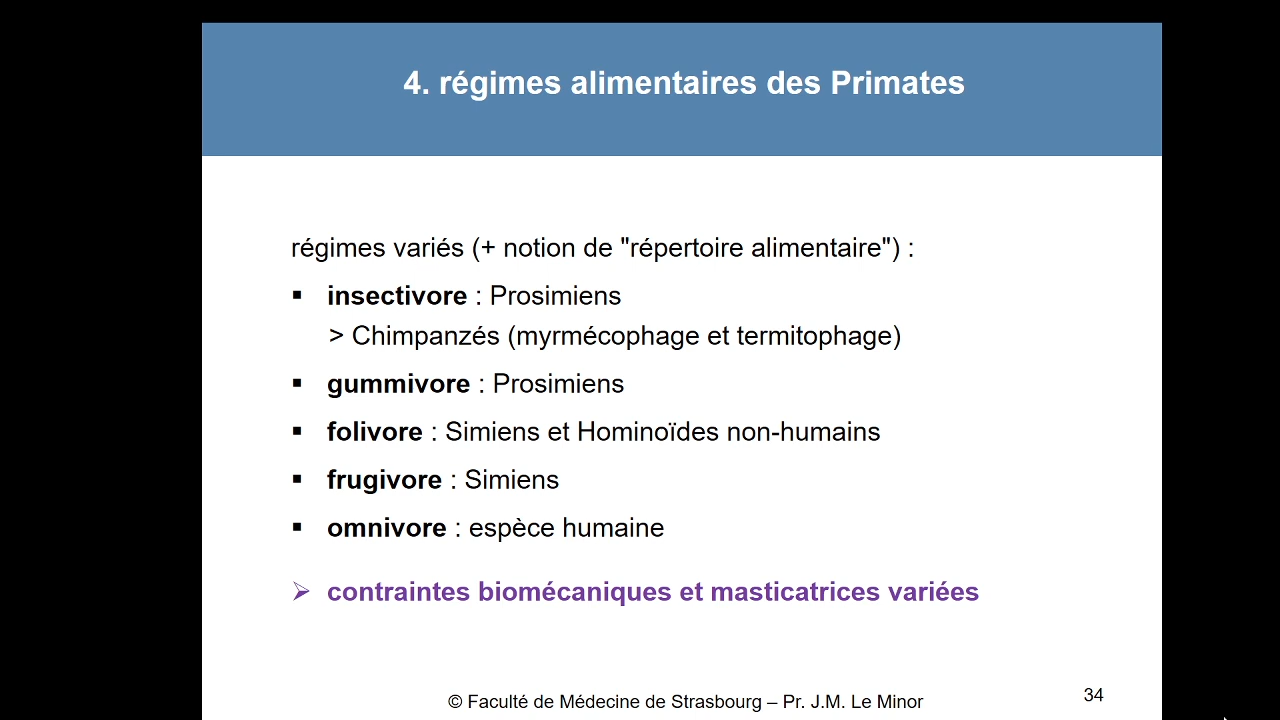 4. régimes alimentaires des Primates
régimes variés (+ notion de "répertoire alimentaire") :
▪ insectivore : Prosimiens
> Chimpanzés (myrmécophage et termitophage)
▪ gummivore : Prosimiens
▪ folivore : Simiens et Hominoïdes non-humains
▪ frugivore : Simiens
▪ omnivore : espèce humaine
➢ contraintes biomécaniques et masticatrices variées
© Faculté de Médecine de Strasbourg – Pr. J.M. Le Minor
34